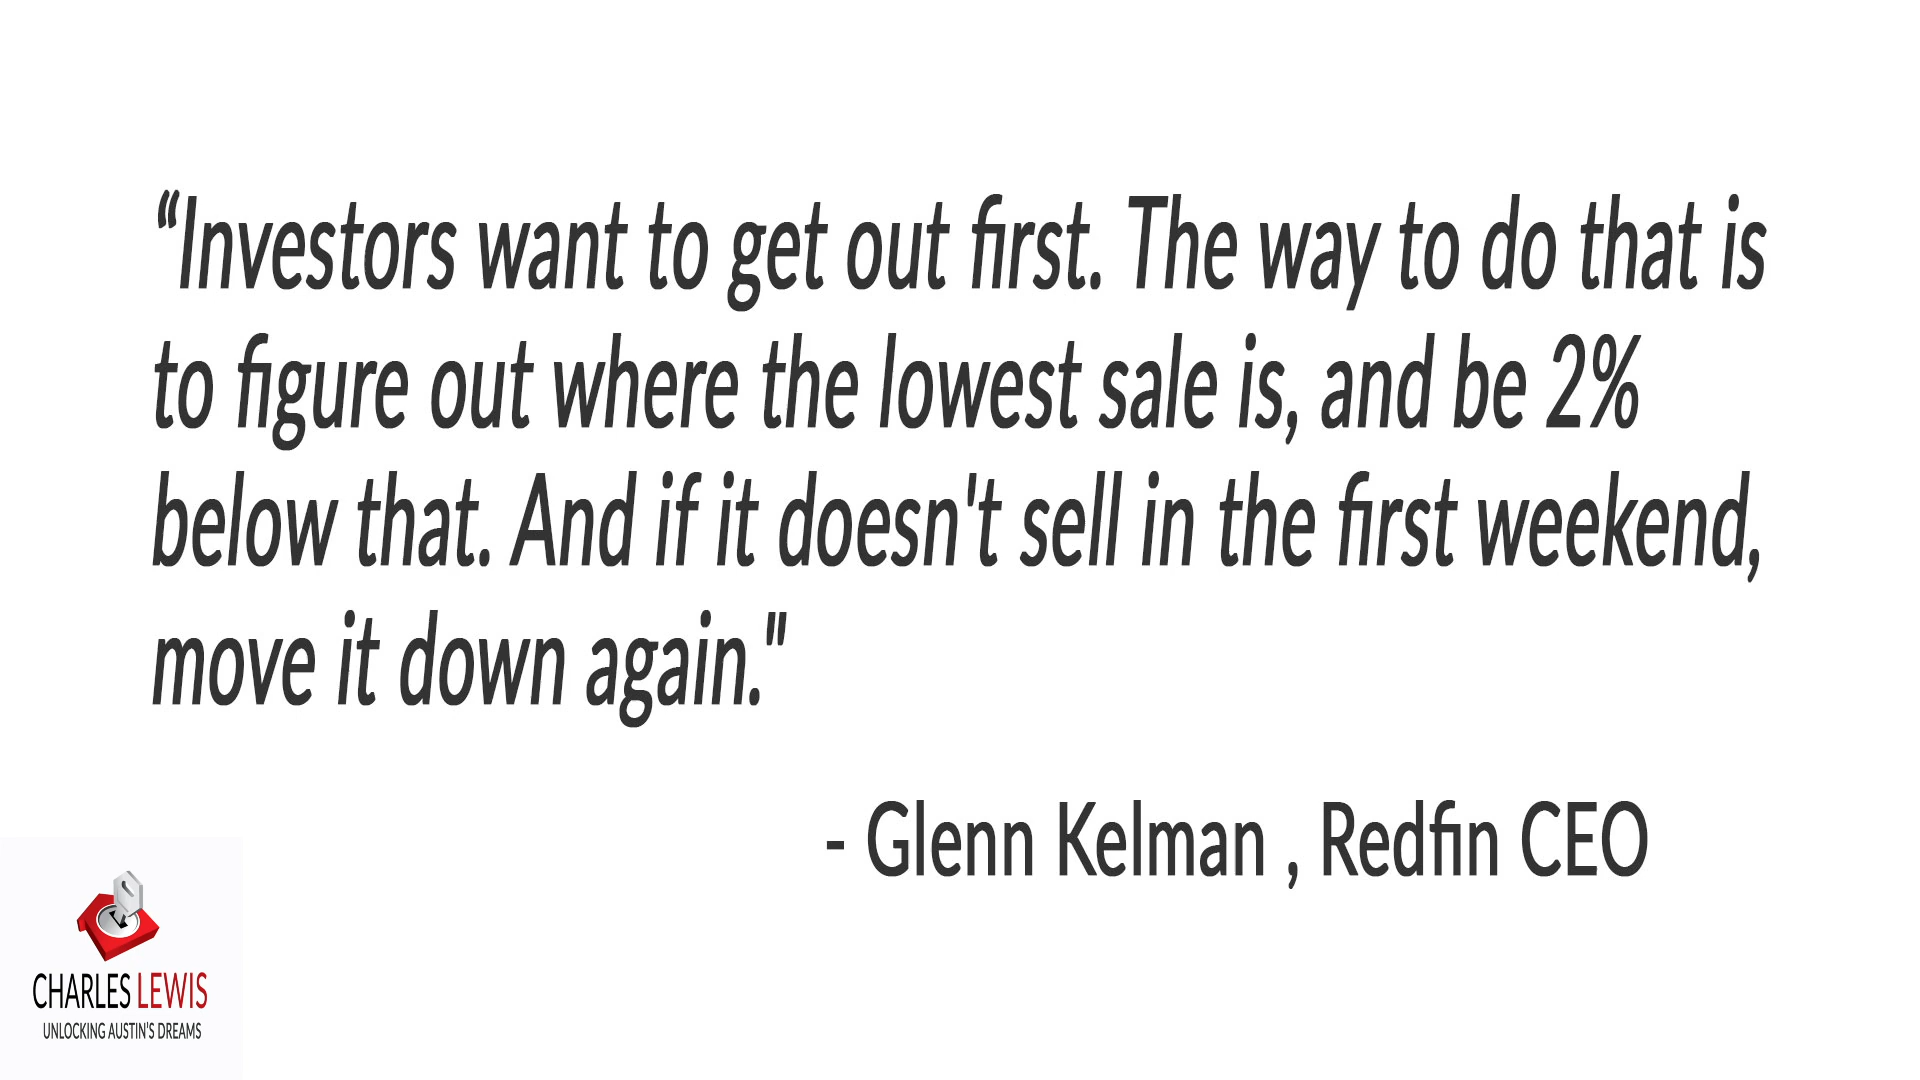 “Investors want to get out first. The way to do that is
to figure out where the lowest sale is, and be 2%
below that. And if it doesn't sell in the first weekend,
move it down again."
- Glenn Kelman , Redfin CEO
CHARLES LEWIS
UNLOCKING AUSTIN'S DREAMS